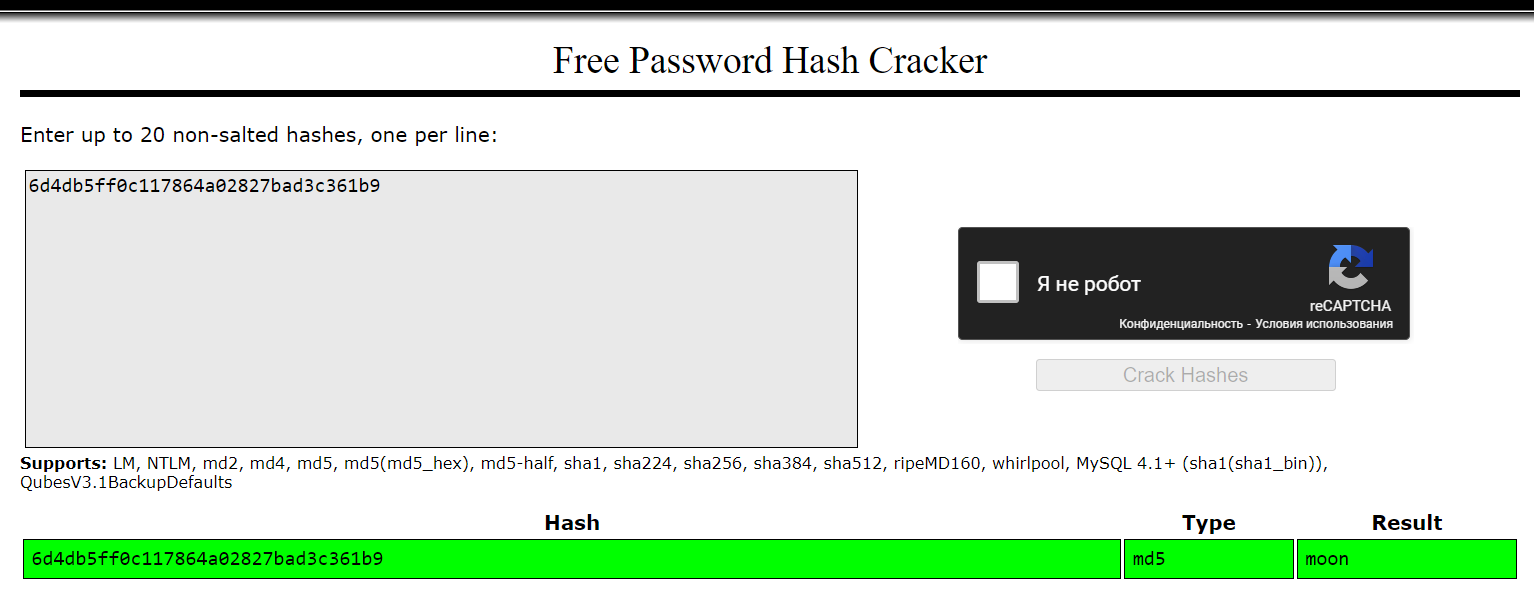 Free Password Hash Cracker
Enter up to 20 non-salted hashes, one per line:
6d4db5ff0c117864a02827bad3c361b9
Я не робот
reCAPTCHA
Конфиденциальность - Условия использования
Crack Hashes
Supports: LM, NTLM, md2, md4, md5, md5(md5_hex), md5-half, sha1, sha224, sha256, sha384, sha512, ripeMD160, whirlpool, MySQL 4.1+ (sha1(sha1_bin)),
QubesV3.1BackupDefaults
Hash Type Result
6d4db5ff0c117864a02827bad3c361b9 md5 moon